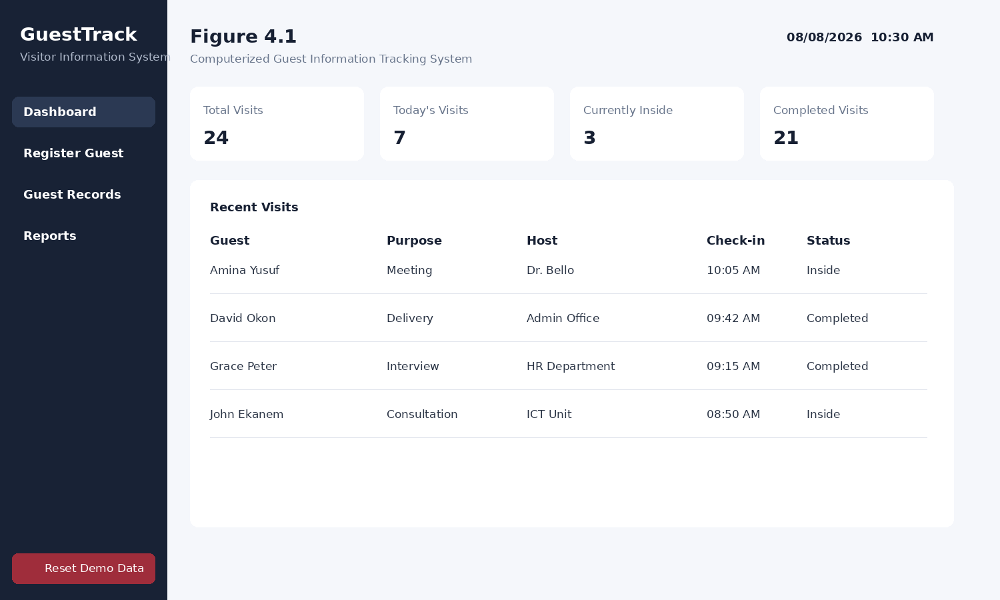 GuestTrack
Visitor Information System
Dashboard
Register Guest
Guest Records
Reports
Reset Demo Data
Figure 4.1
08/08/2026 10:30 AM
Computerized Guest Information Tracking System
Total Visits
24
Today's Visits
7
Currently Inside
3
Completed Visits
21
Recent Visits
Guest Purpose Host Check-in Status
Amina Yusuf Meeting Dr. Bello 10:05 AM Inside
David Okon Delivery Admin Office 09:42 AM Completed
Grace Peter Interview HR Department 09:15 AM Completed
John Ekanem Consultation ICT Unit 08:50 AM Inside